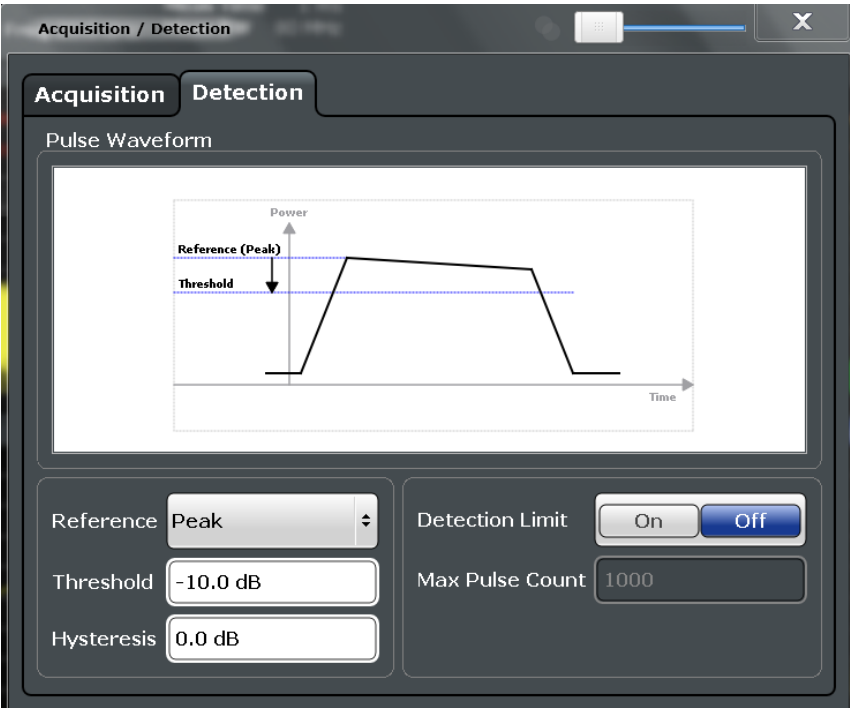 Acquisition / Detection
X
Acquisition
Detection
Pulse Waveform
Power
Reference (Peak)
Threshold
Time
Reference
Peak
Threshold
-10.0 dB
Hysteresis
0.0 dB
Detection Limit
On
Off
Max Pulse Count
1000